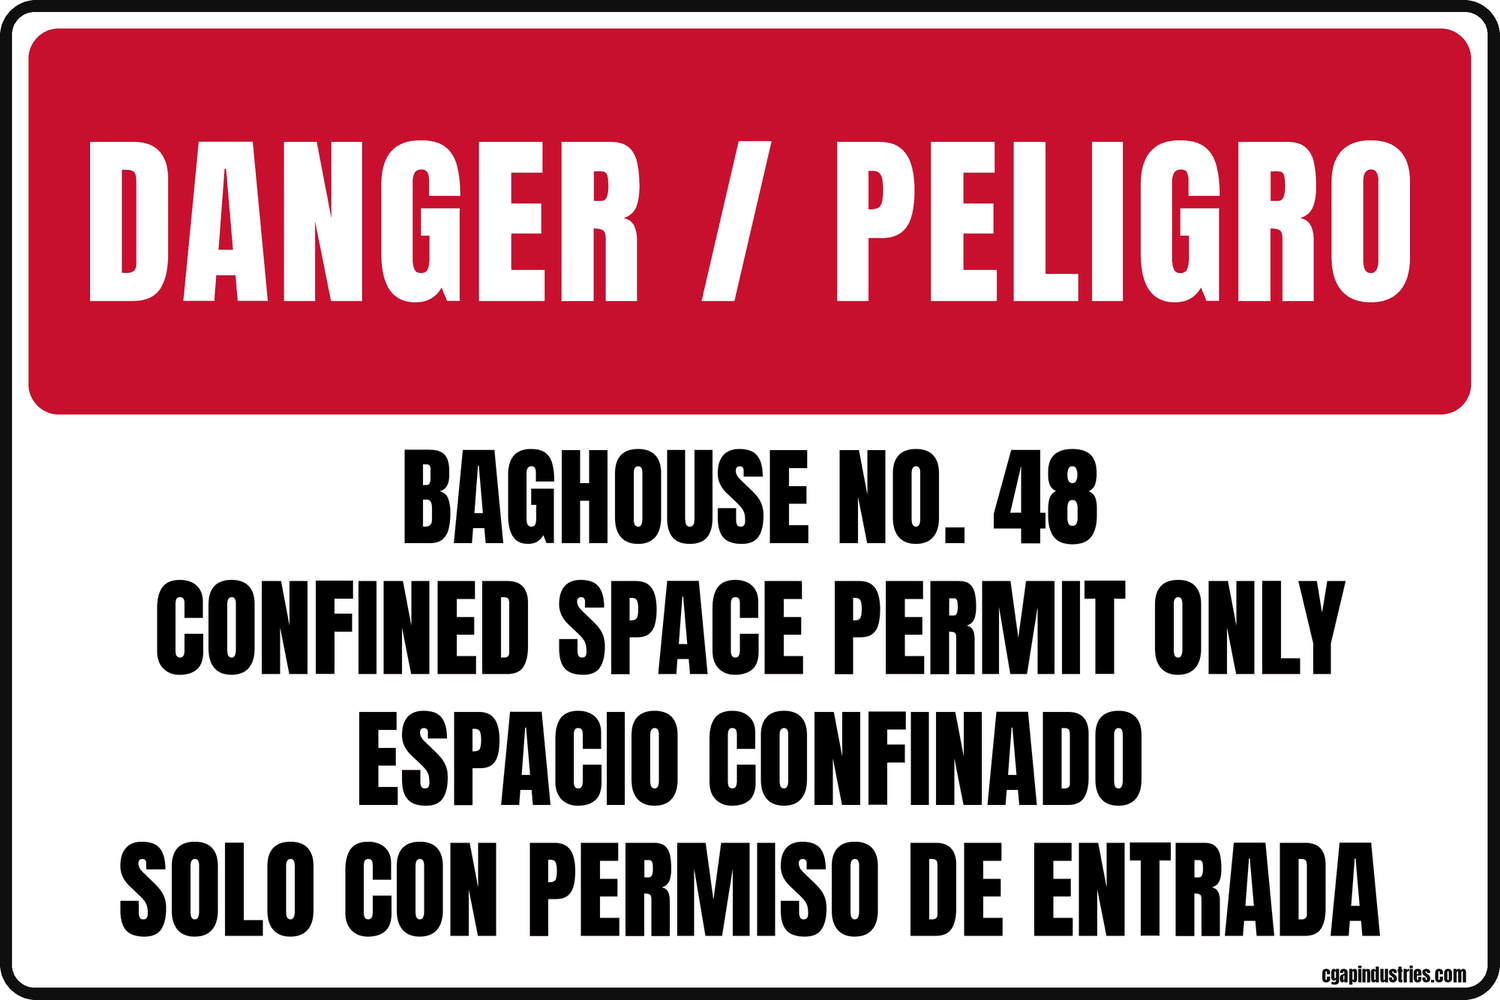 DANGER / PELIGRO
BAGHOUSE NO. 48
CONFINED SPACE PERMIT ONLY
ESPACIO CONFINADO
SOLO CON PERMISO DE ENTRADA
cgapindustries.com